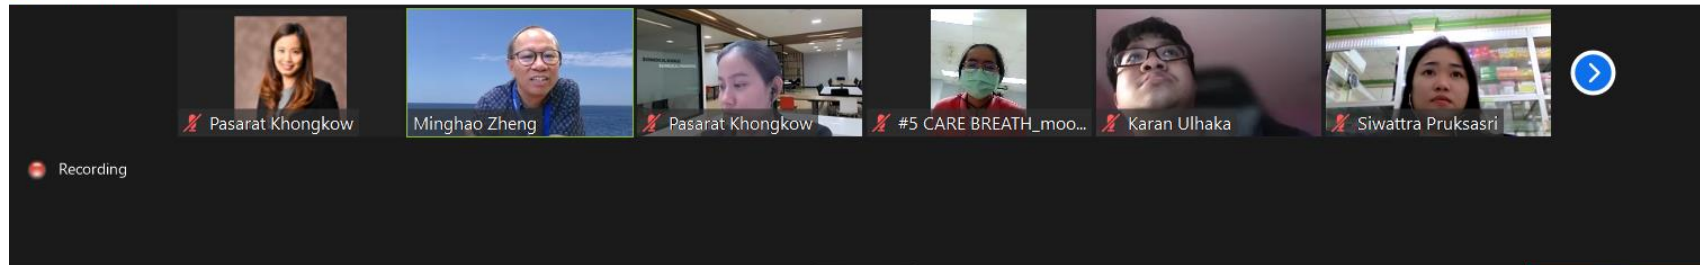 Pasarat Khongkow
Minghao Zheng
Pasarat Khongkow
#5 CARE BREATH_moo...
Karan Ulhaka
Siwattra Pruksasri
Recording